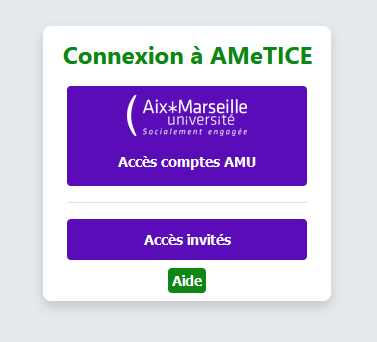 Connexion à AMeTICE
Aix*Marseille
université
Socialement engagée
Accès comptes AMU
Accès invités
Aide